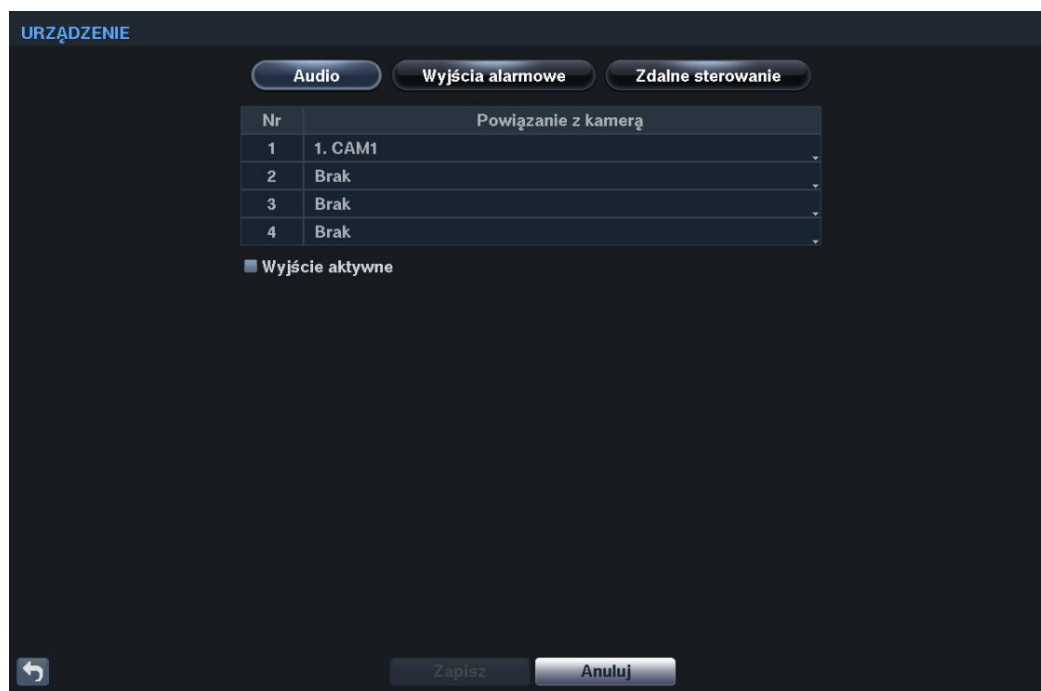 URZĄDZENIE
Audio Wyjścia alarmowe Zdalne sterowanie
Nr Powiązanie z kamerą
1 1. CAM1
2 Brak
3 Brak
4 Brak
Wyjście aktywne
Zapisz Anuluj